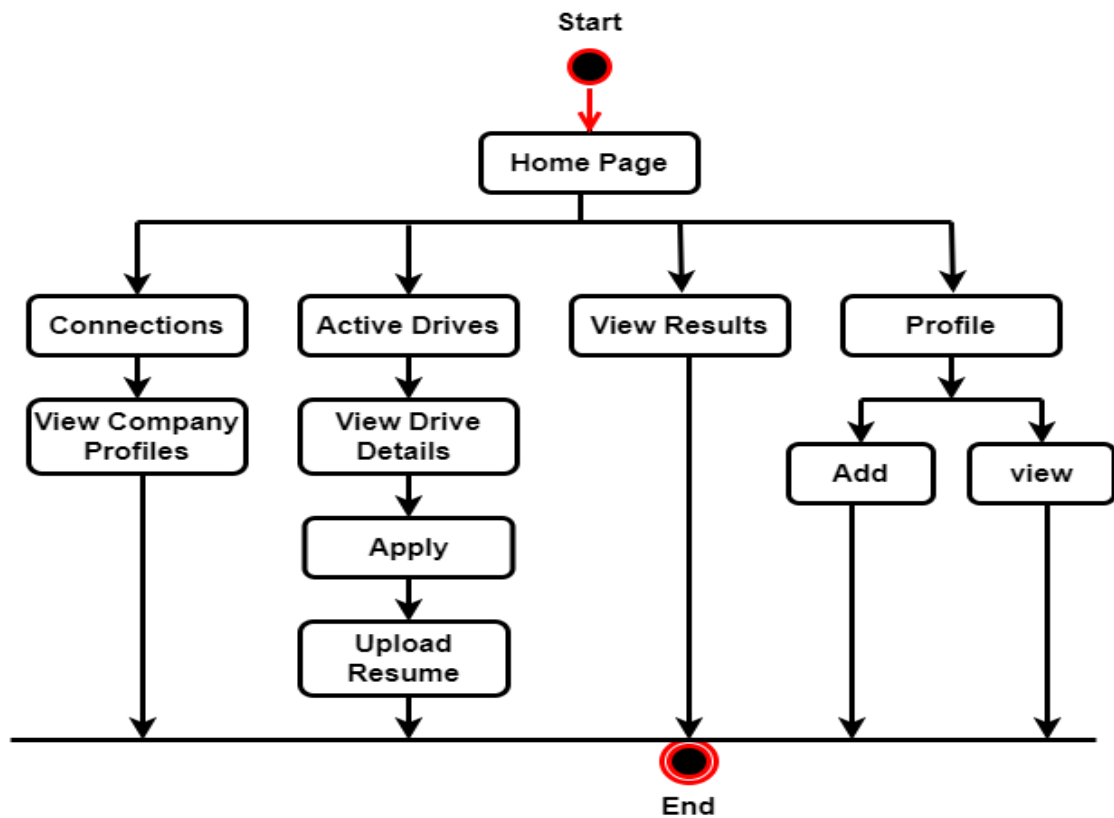 Start
Home Page
Connections
Active Drives
View Results
Profile
View Company
Profiles
View Drive
Details
Add
view
Apply
Upload
Resume
End